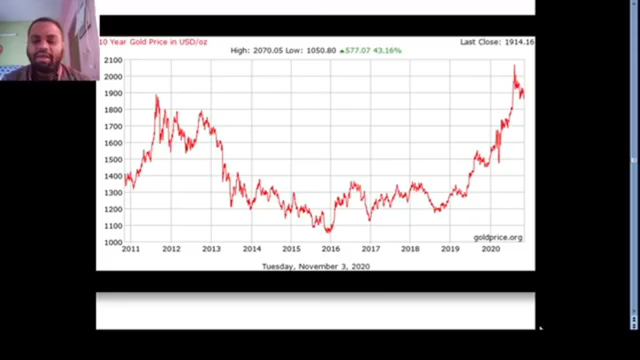 10 Year Gold Price in USD/oz
Last Close: 1914.16
High: 2070.05 Low: 1050.80 ▲577.07 43.16%
2100
2000
1900
1800
1700
1600
1500
1400
1300
1200
1100
1000
goldprice.org
2011 2012 2013 2014 2015 2016 2017 2018 2019 2020
Tuesday, November 3, 2020